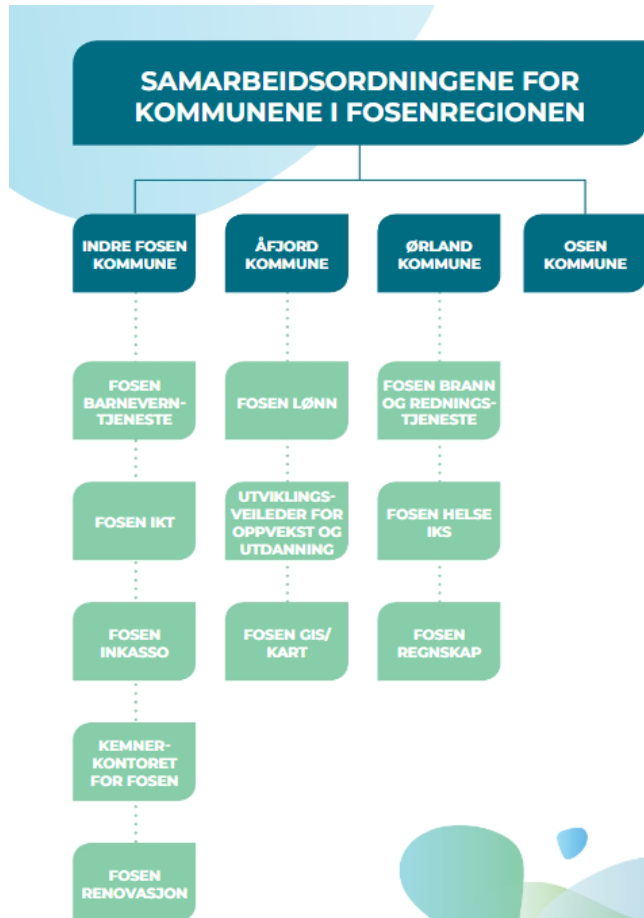 SAMARBEIDSORDNINGENE FOR
KOMMUNENE I FOSENREGIONEN
INDRE FOSEN
KOMMUNE
ÅFJORD
KOMMUNE
ØRLAND
KOMMUNE
OSEN
KOMMUNE
FOSEN
BARNEVERN-
TJENESTE
FOSEN LØNN
FOSEN BRANN
OG REDNINGS-
TJENESTE
FOSEN IKT
UTVIKLINGS-
VEILEDER FOR
OPPVEKST OG
UTDANNING
FOSEN HELSE
IKS
FOSEN
INKASSO
FOSEN GIS/
KART
FOSEN
REGNSKAP
KEMNER-
KONTORET
FOR FOSEN
FOSEN
RENOVASJON